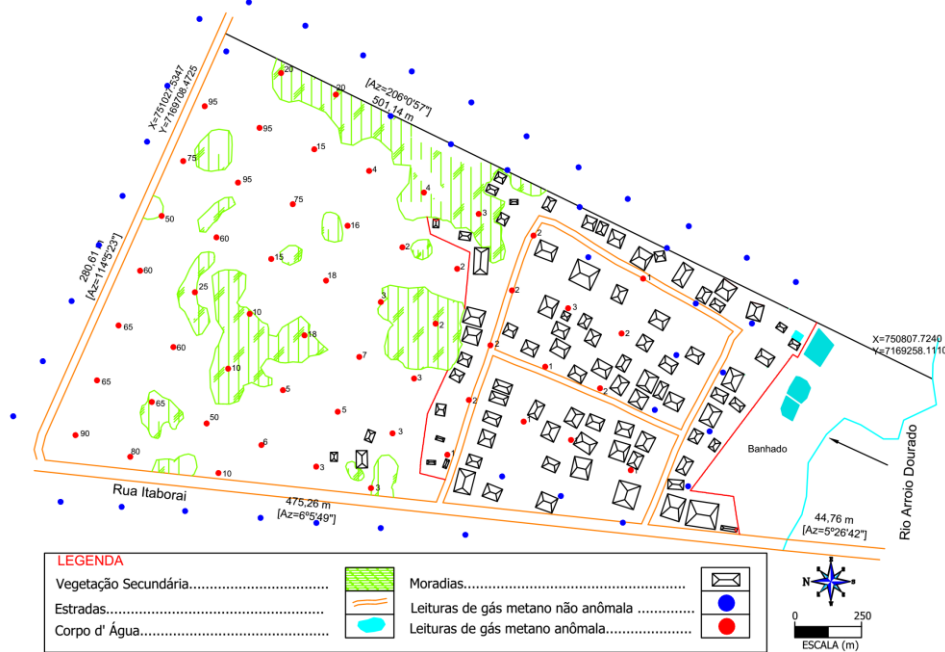 [Az=206°0'57"]
501,14 m
X=751027.5347
Y=7169708.4725
20
20
95
95
15
75
4
95
4
75
50
3
16
60
2
2
15
2
60
18
1
2
25
3
3
10
2
65
18
2
2
60
7
1
10
3
65
5
2
2
65
5
1
50
90
3
6
80
1
3
10
3
280,61 m
[Az=114°5'23"]
X=750807.7240
Y=7169258.1110
Banhado
Rio Arroio Dourado
Rua Itaborai
475,26 m
[Az=6°5'49"]
44,76 m
[Az=5°26'42"]
LEGENDA
Vegetação Secundária
Estradas
Corpo d' Água
Moradias
Leituras de gás metano não anômala
Leituras de gás metano anômala
N S
0 250
ESCALA (m)